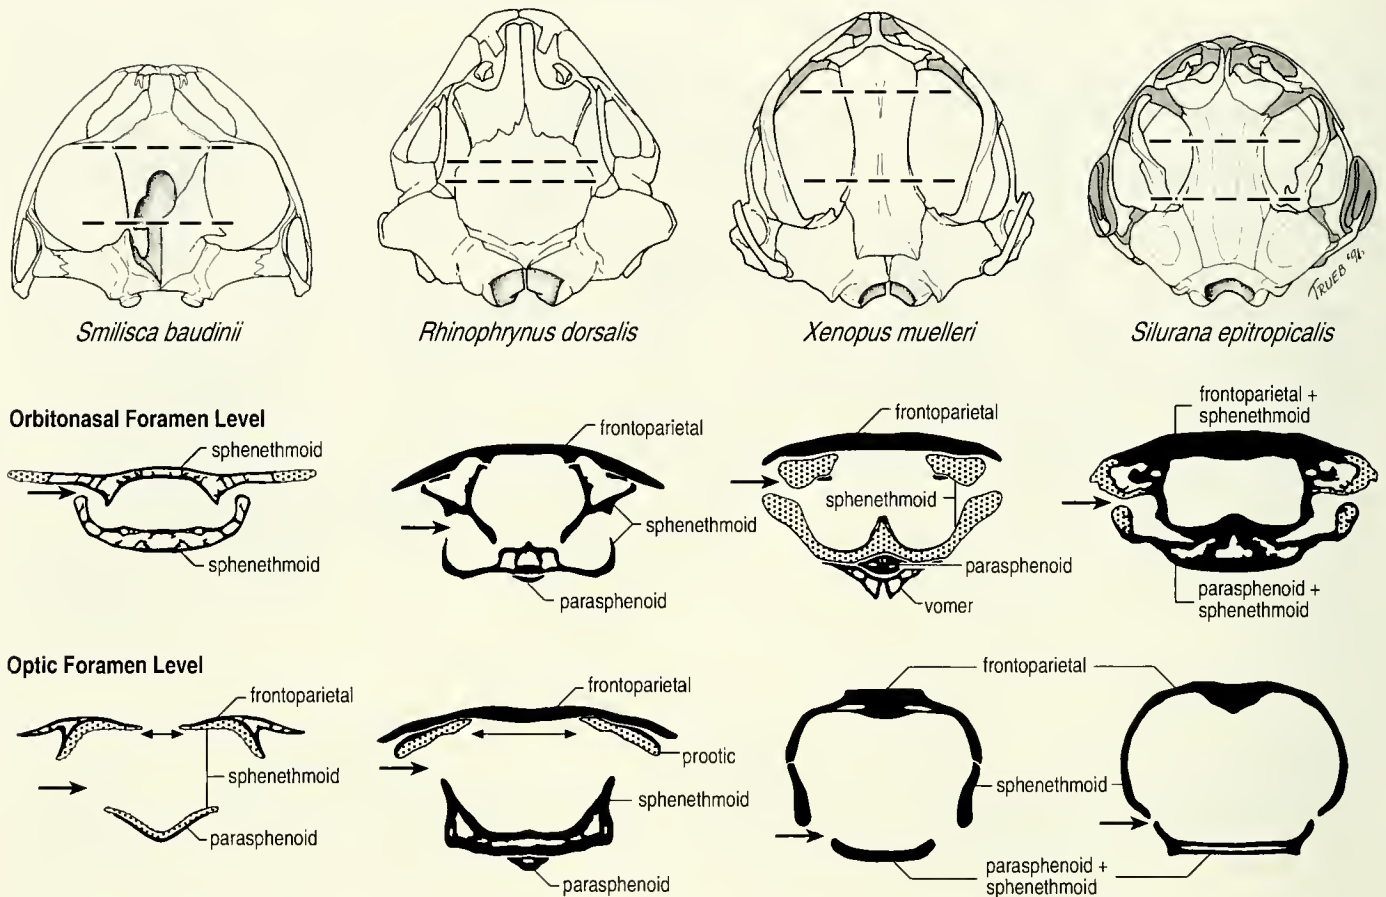 TRUEB '91.
Smilisca baudinii
Rhinophrynus dorsalis
Xenopus muelleri
Silurana epitropicalis
Orbitonasal Foramen Level
sphenethmoid
sphenethmoid
frontoparietal
sphenethmoid
parasphenoid
frontoparietal
sphenethmoid
parasphenoid
vomer
frontoparietal +
sphenethmoid
parasphenoid +
sphenethmoid
Optic Foramen Level
frontoparietal
sphenethmoid
parasphenoid
frontoparietal
prootic
sphenethmoid
parasphenoid
frontoparietal
sphenethmoid
parasphenoid +
sphenethmoid